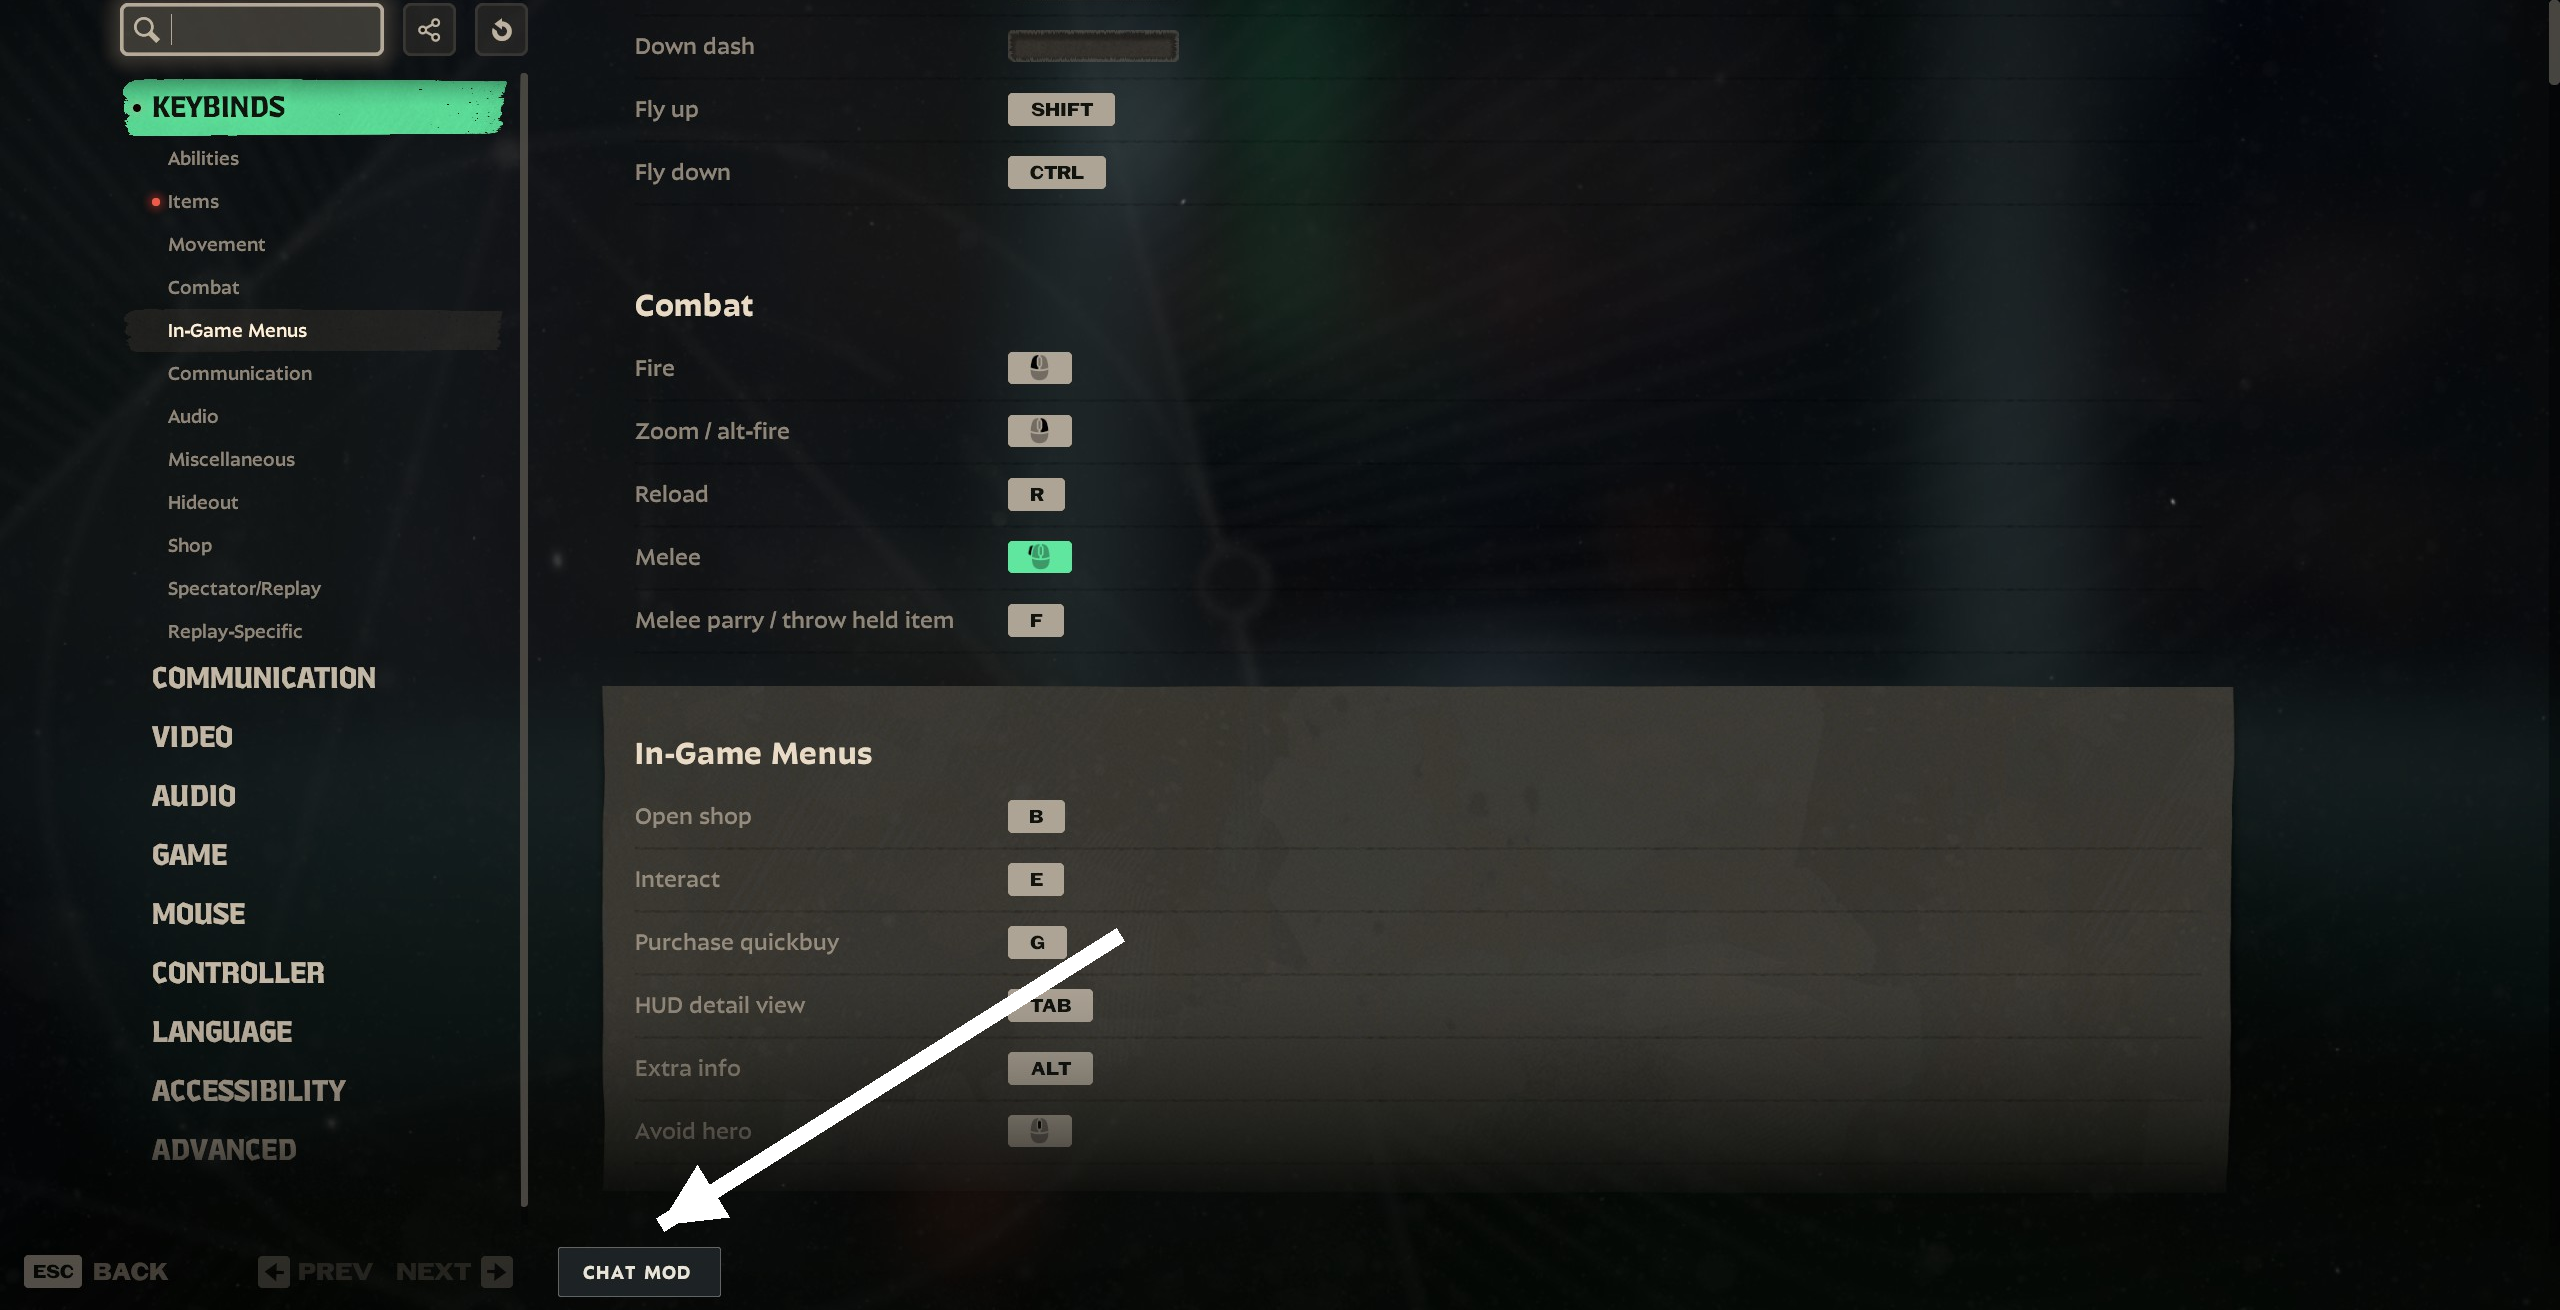 KEYBINDS
Abilities
Items
Movement
Combat
In-Game Menus
Communication
Audio
Miscellaneous
Hideout
Shop
Spectator/Replay
Replay-Specific
COMMUNICATION
VIDEO
AUDIO
GAME
MOUSE
CONTROLLER
LANGUAGE
ACCESSIBILITY
ADVANCED
Down dash
Fly up SHIFT
Fly down CTRL
Combat
Fire
Zoom / alt-fire
Reload R
Melee
Melee parry / throw held item F
In-Game Menus
Open shop B
Interact E
Purchase quickbuy G
HUD detail view TAB
Extra info ALT
Avoid hero
ESC BACK PREV NEXT CHAT MOD